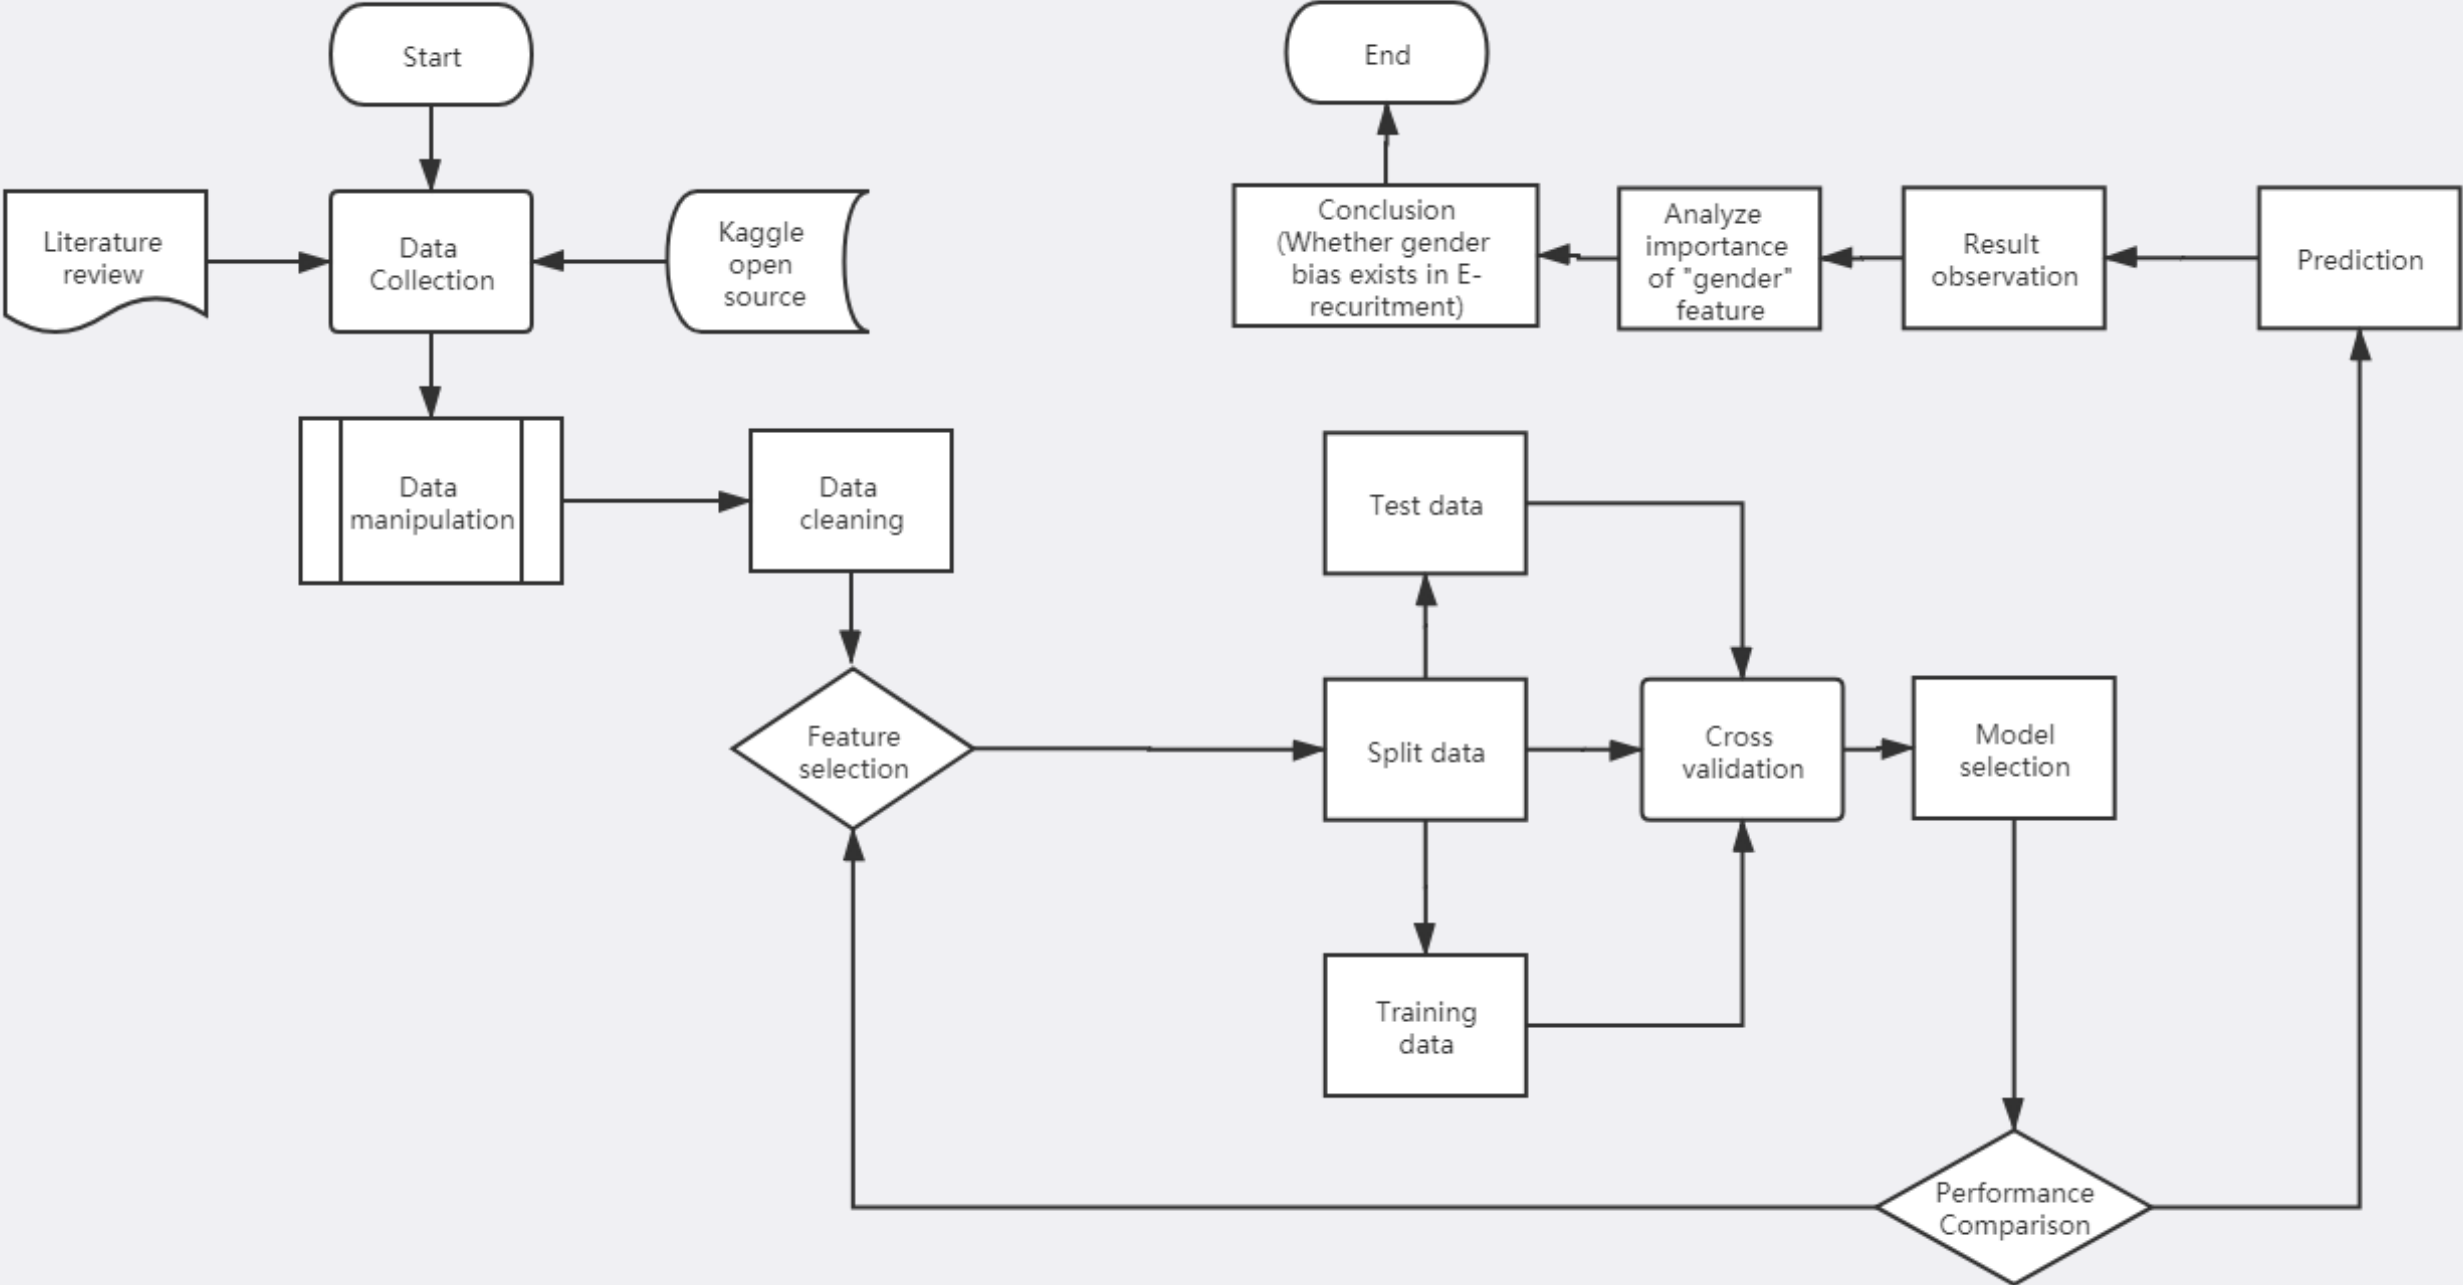 Start
End
Literature
review
Data
Collection
Kaggle
open
source
Conclusion
(Whether gender
bias exists in E-
recuritment)
Analyze
importance
of "gender"
feature
Result
observation
Prediction
Data
manipulation
Data
cleaning
Test data
Feature
selection
Split data
Cross
validation
Model
selection
Training
data
Performance
Comparison